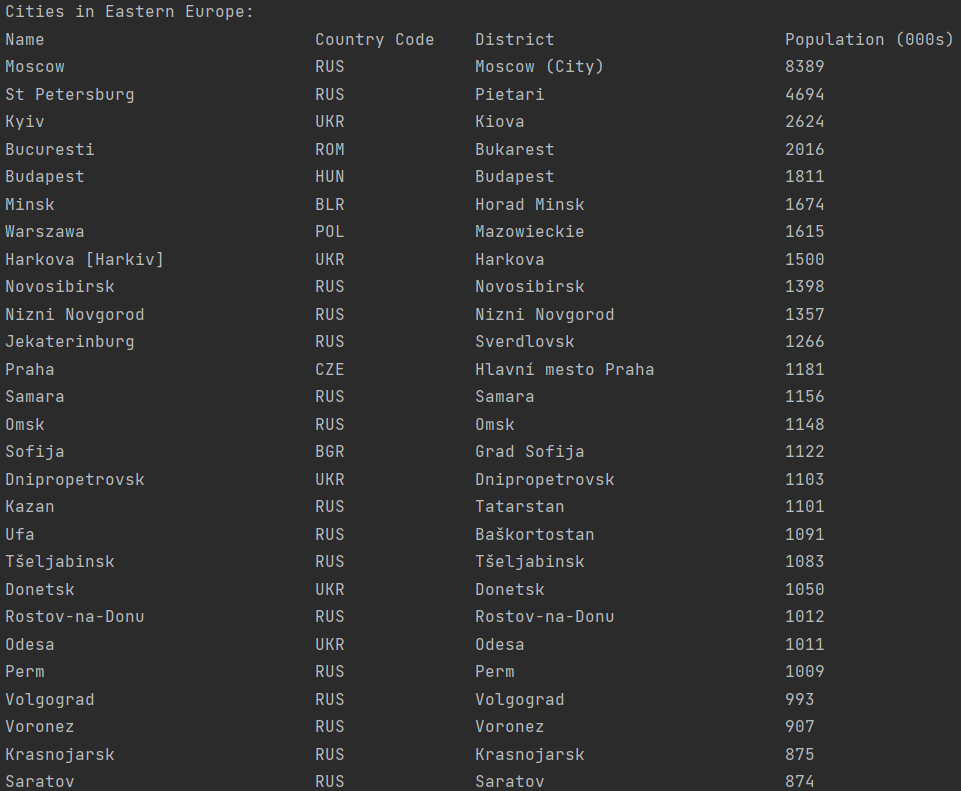 Cities in Eastern Europe:
Name Country Code District Population (000s)
Moscow RUS Moscow (City) 8389
St Petersburg RUS Pietari 4694
Kyiv UKR Kiova 2624
Bucuresti ROM Bukarest 2016
Budapest HUN Budapest 1811
Minsk BLR Horad Minsk 1674
Warszawa POL Mazowieckie 1615
Harkova [Harkiv] UKR Harkova 1500
Novosibirsk RUS Novosibirsk 1398
Nizni Novgorod RUS Nizni Novgorod 1357
Jekaterinburg RUS Sverdlovsk 1266
Praha CZE Hlavní mesto Praha 1181
Samara RUS Samara 1156
Omsk RUS Omsk 1148
Sofija BGR Grad Sofija 1122
Dnipropetrovsk UKR Dnipropetrovsk 1103
Kazan RUS Tatarstan 1101
Ufa RUS Baškortostan 1091
Tšeljabinsk RUS Tšeljabinsk 1083
Donetsk UKR Donetsk 1050
Rostov-na-Donu RUS Rostov-na-Donu 1012
Odesa UKR Odesa 1011
Perm RUS Perm 1009
Volgograd RUS Volgograd 993
Voronez RUS Voronez 907
Krasnojarsk RUS Krasnojarsk 875
Saratov RUS Saratov 874